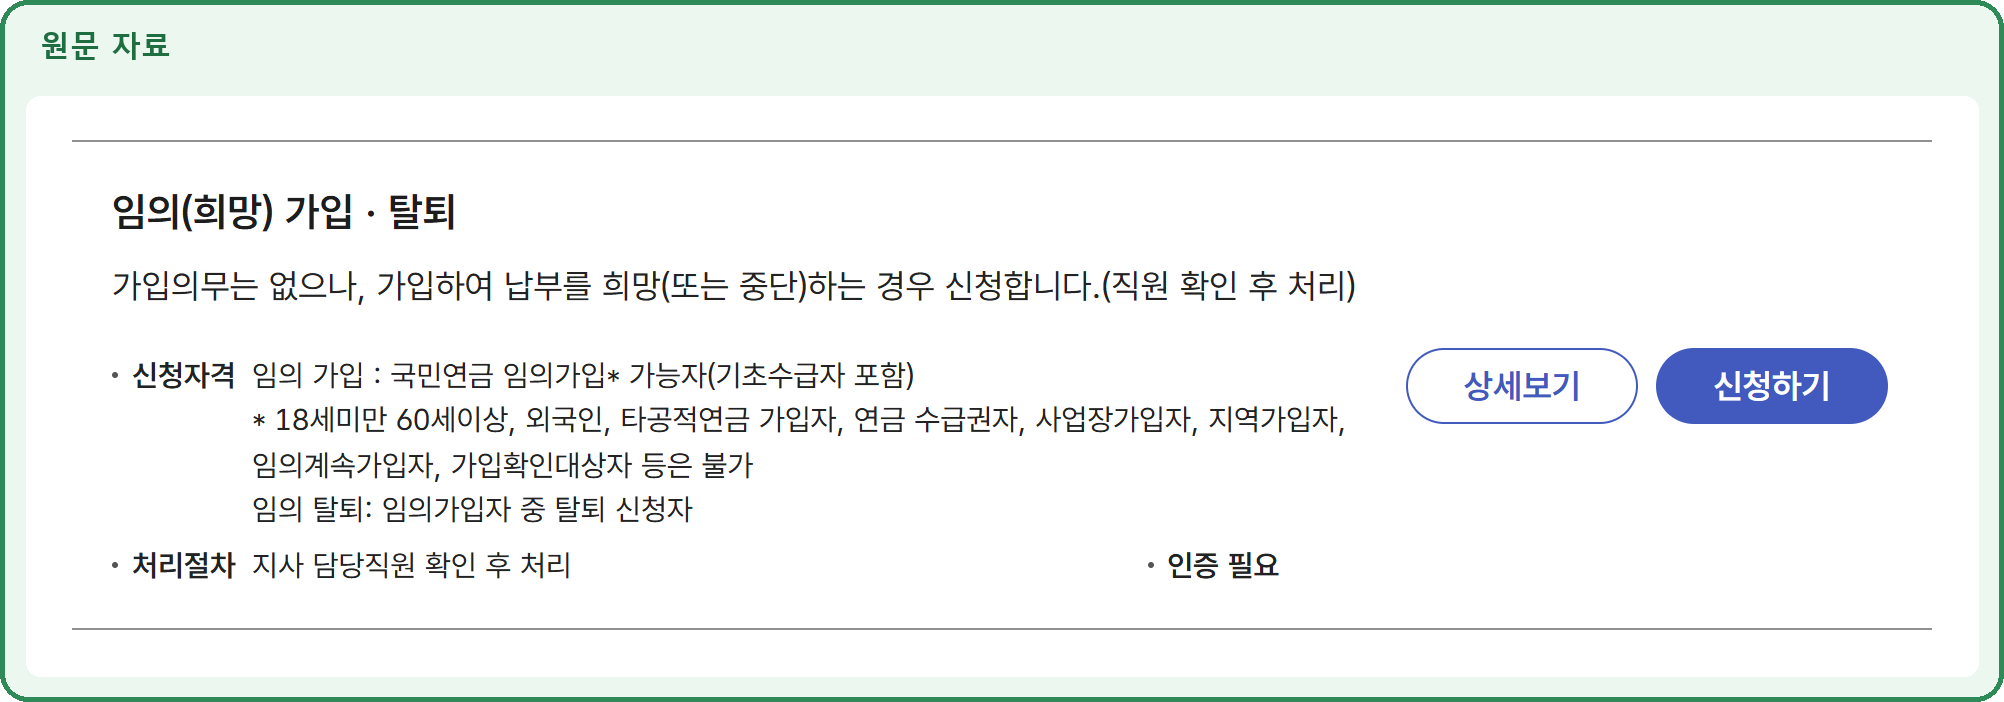 원문 자료
임의(희망) 가입 · 탈퇴
가입의무는 없으나, 가입하여 납부를 희망(또는 중단)하는 경우 신청합니다.(직원 확인 후 처리)
• 신청자격 임의 가입 : 국민연금 임의가입* 가능자(기초수급자 포함)
* 18세미만 60세이상, 외국인, 타공적연금 가입자, 연금 수급권자, 사업장가입자, 지역가입자,
임의계속가입자, 가입확인대상자 등은 불가
임의 탈퇴: 임의가입자 중 탈퇴 신청자
상세보기 신청하기
• 처리절차 지사 담당직원 확인 후 처리 • 인증 필요